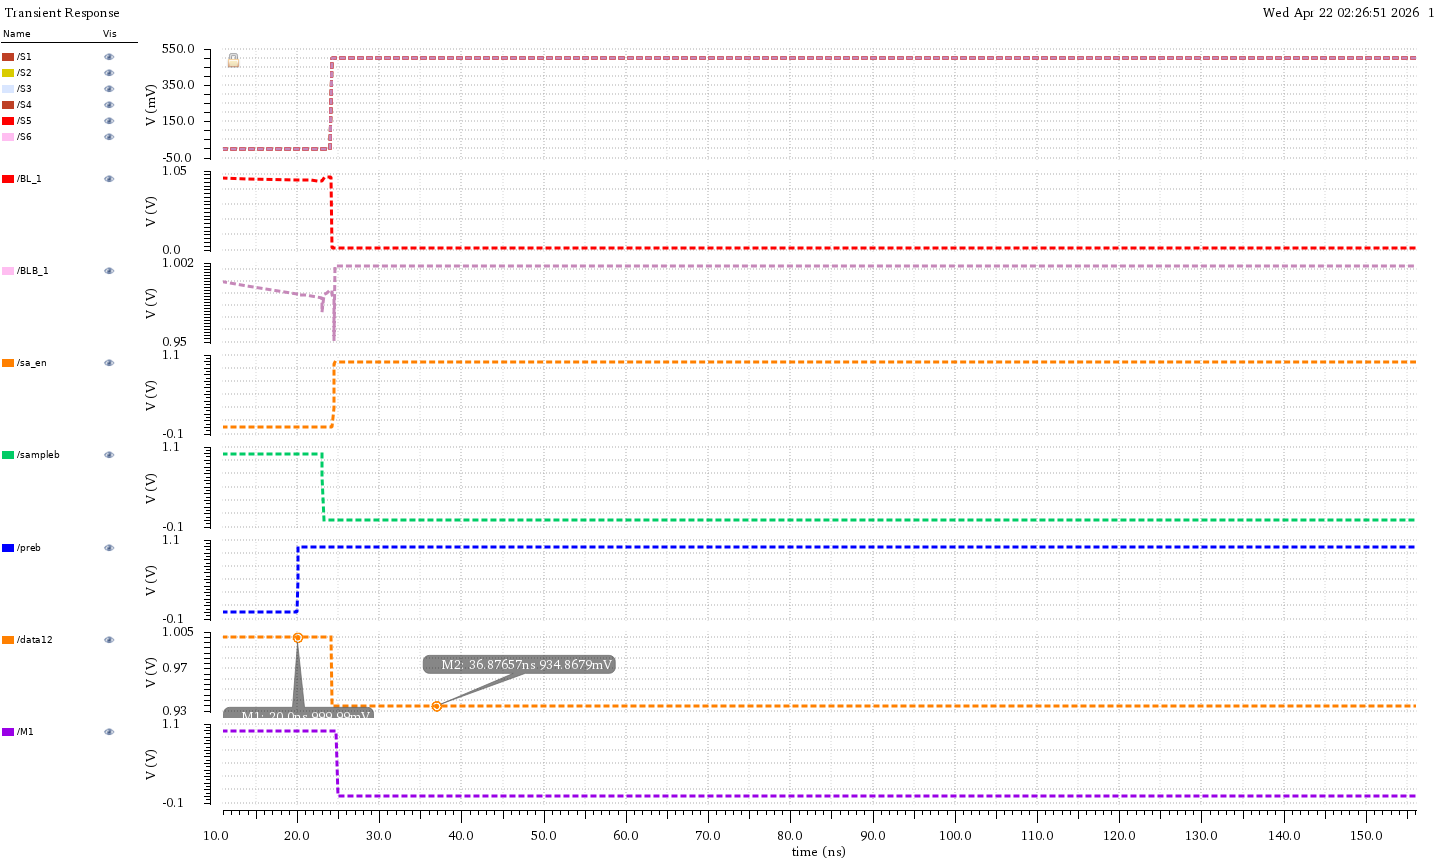 Transient Response
Wed Apr 22 02:26:51 2026 1
Name Vis
/S1
/S2
/S3
/S4
/S5
/S6
550.0
350.0
150.0
-50.0
V (mV)
/BL_1
1.05
0.0
V (V)
/BLB_1
1.002
0.95
V (V)
/sa_en
1.1
-0.1
V (V)
/sampleb
1.1
-0.1
V (V)
/preb
1.1
-0.1
V (V)
/data12
1.005
0.97
0.93
V (V)
M2: 36.87657ns 934.8679mV
M1: 20.0ns 999.99mV
/M1
1.1
-0.1
V (V)
10.0 20.0 30.0 40.0 50.0 60.0 70.0 80.0 90.0 100.0 110.0 120.0 130.0 140.0 150.0
time (ns)